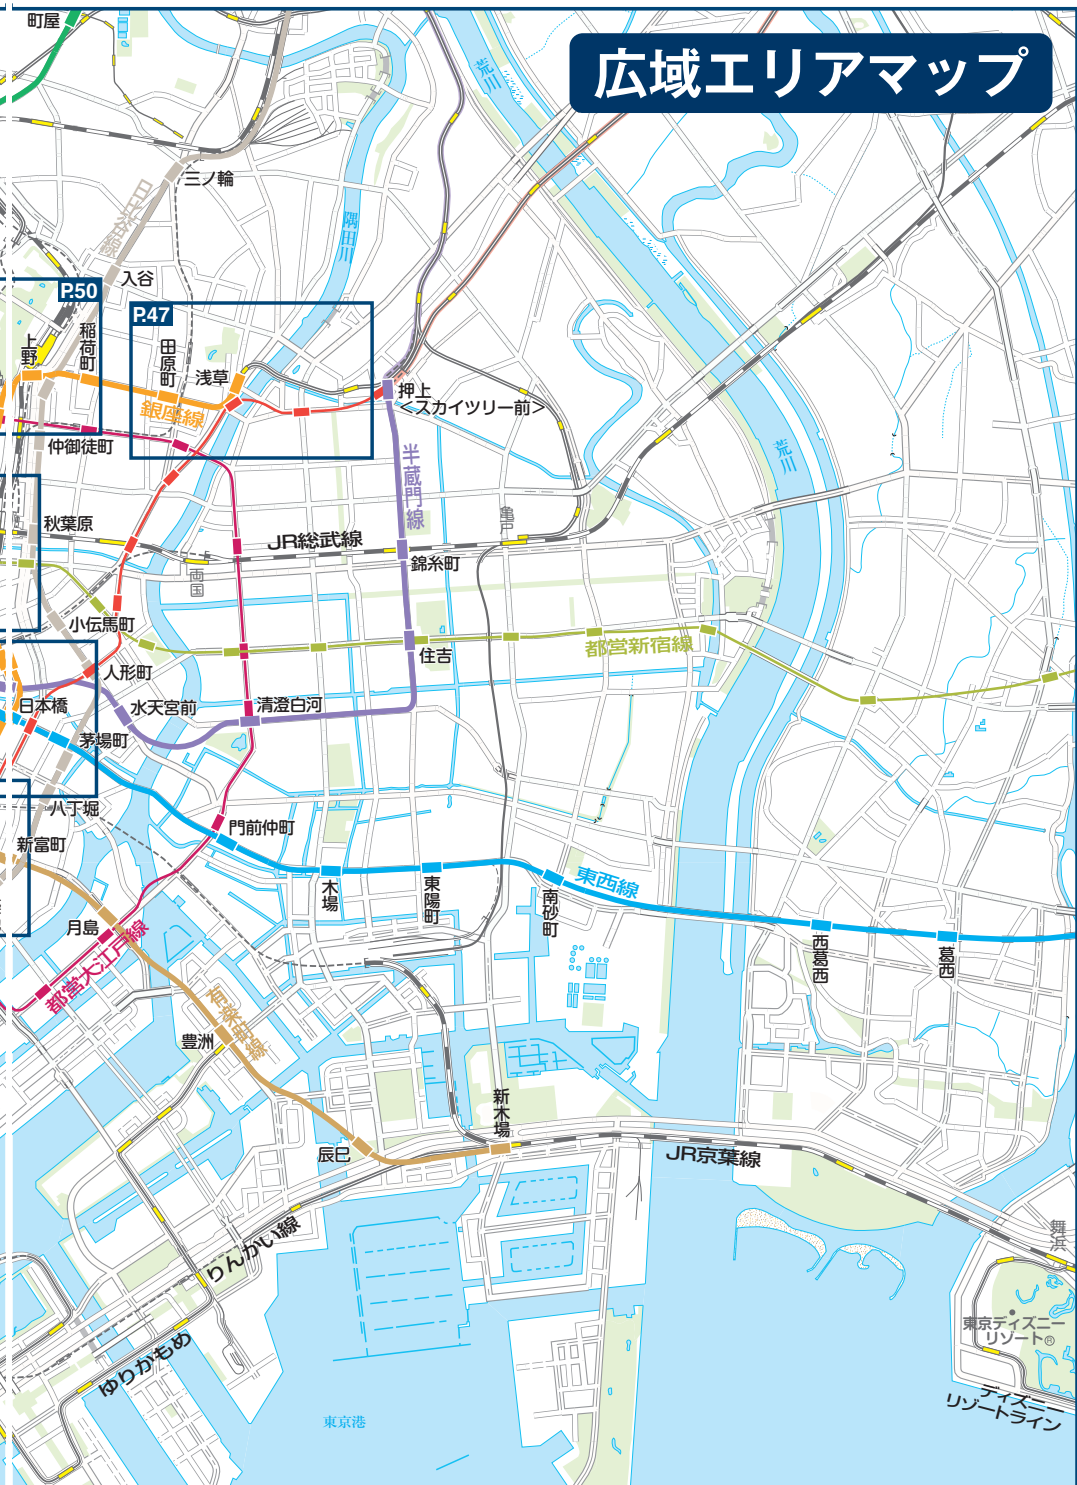 広域エリアマップ
町屋
荒川
三ノ輪
日比谷線
隅田川
入谷
P.50
P.47
上野
稲荷町
田原町
浅草
押上
<スカイツリー前>
銀座線
仲御徒町
半蔵門線
荒川
秋葉原
亀戸
JR総武線
錦糸町
両国
小伝馬町
都営新宿線
住吉
人形町
日本橋
水天宮前
清澄白河
茅場町
八丁堀
新富町
門前仲町
木場
東陽町
東西線
南砂町
月島
都営大江戸線
西葛西
葛西
有楽町線
豊洲
新木場
辰巳
JR京葉線
りんかい線
舞浜
東京ディズニー
リゾート®
ゆりかもめ
ディズニー
リゾートライン
東京港